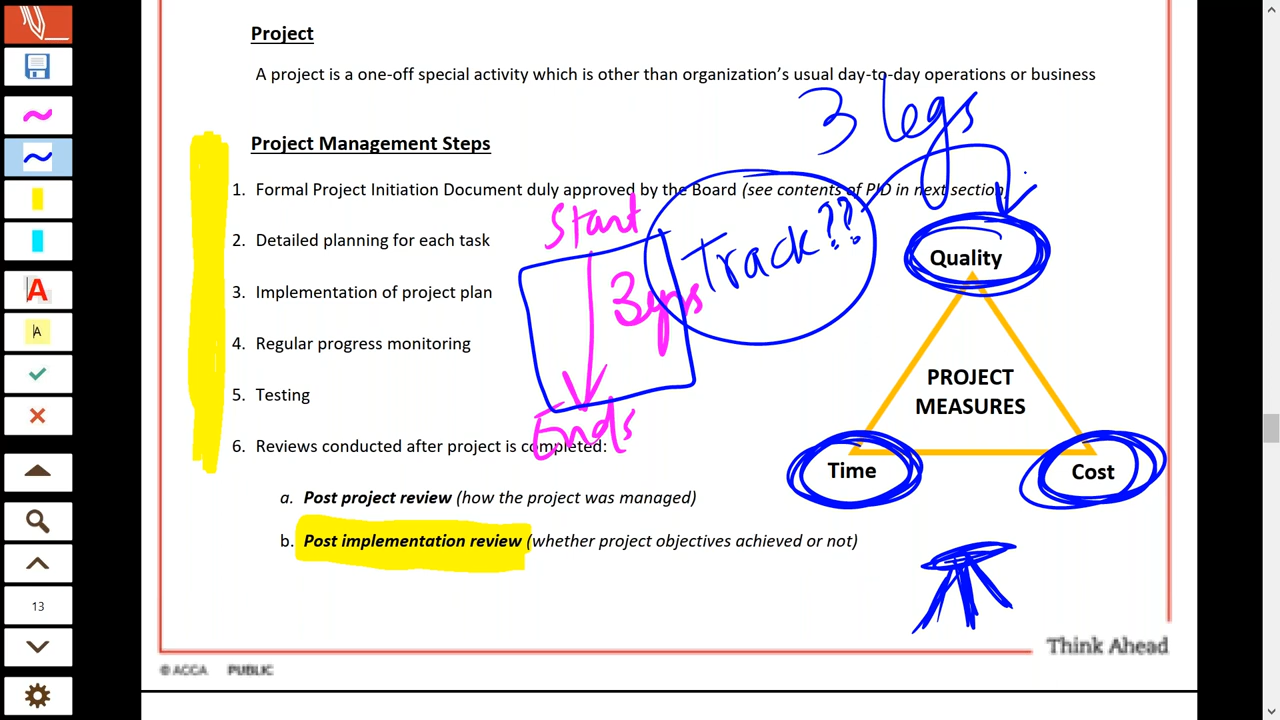 Project
A project is a one-off special activity which is other than organization's usual day-to-day operations or business
3 legs
Project Management Steps
1. Formal Project Initiation Document duly approved by the Board (see contents of PID in next section)
Start
Track??
2. Detailed planning for each task
Quality
3. Implementation of project plan
3yrs
4. Regular progress monitoring
PROJECT
MEASURES
5. Testing
Ends
6. Reviews conducted after project is completed:
Time
Cost
a. Post project review (how the project was managed)
b. Post implementation review (whether project objectives achieved or not)
Think Ahead
© ACCA PUBLIC
A
A
13